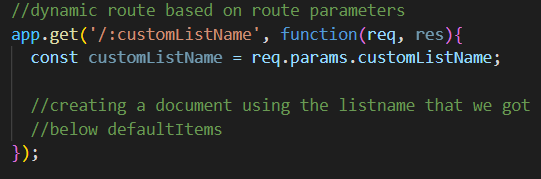 //dynamic route based on route parameters
app.get('/:customListName', function(req, res){
  const customListName = req.params.customListName;

  //creating a document using the listname that we got
  //below defaultItems
});